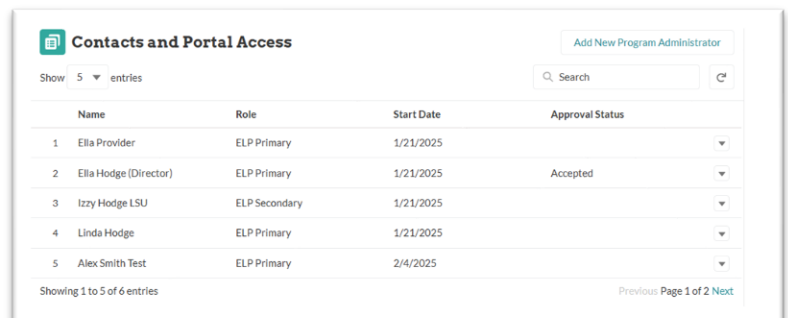 Contacts and Portal Access
Add New Program Administrator
Show 5 entries
Search
Name Role Start Date Approval Status
1 Ella Provider ELP Primary 1/21/2025
2 Ella Hodge (Director) ELP Primary 1/21/2025 Accepted
3 Izzy Hodge LSU ELP Secondary 1/21/2025
4 Linda Hodge ELP Primary 1/21/2025
5 Alex Smith Test ELP Primary 2/4/2025
Showing 1 to 5 of 6 entries
Previous Page 1 of 2 Next